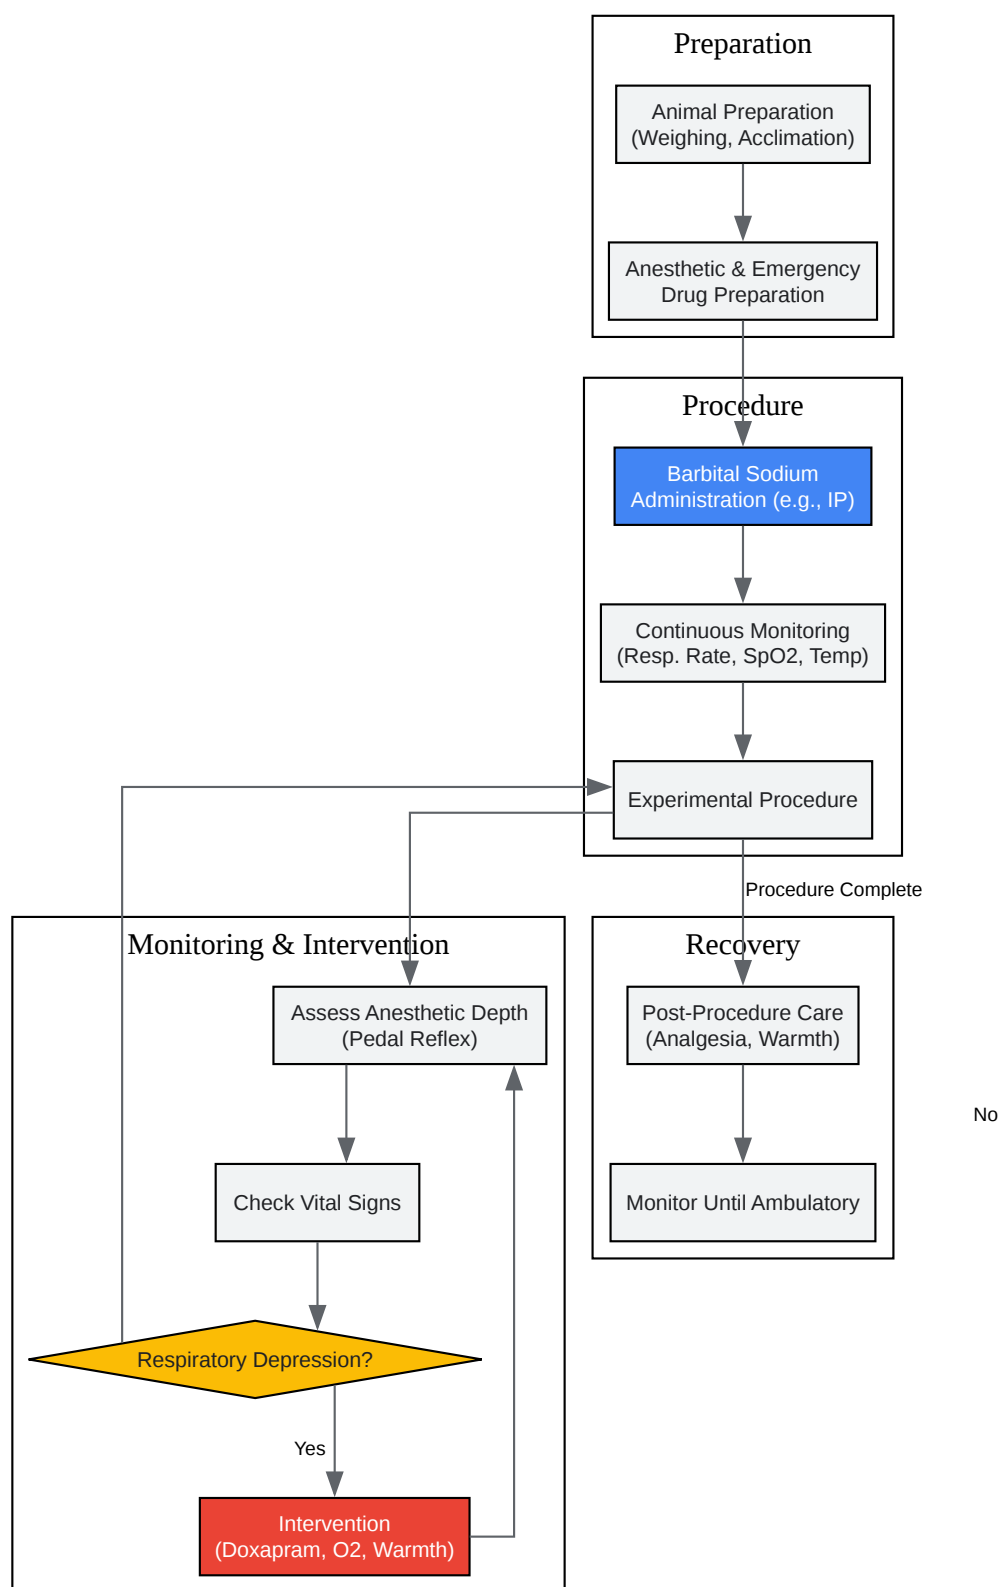 Preparation
Animal Preparation
(Weighing, Acclimation)
Anesthetic & Emergency
Drug Preparation
Procedure
Barbital Sodium
Administration (e.g., IP)
Continuous Monitoring
(Resp. Rate, SpO2, Temp)
Experimental Procedure
Procedure Complete
Monitoring & Intervention
Assess Anesthetic Depth
(Pedal Reflex)
Check Vital Signs
Respiratory Depression?
Yes
Intervention
(Doxapram, O2, Warmth)
Recovery
Post-Procedure Care
(Analgesia, Warmth)
Monitor Until Ambulatory
No